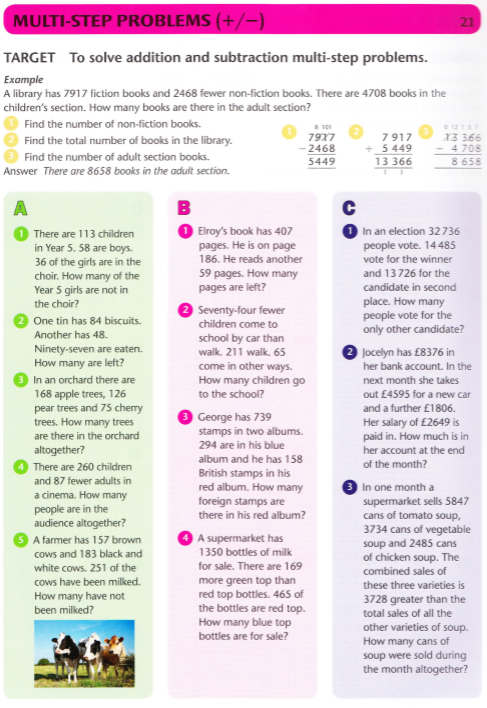 MULTI-STEP PROBLEMS (+/−)
21
TARGET To solve addition and subtraction multi-step problems.
Example
A library has 7917 fiction books and 2468 fewer non-fiction books. There are 4708 books in the
children's section. How many books are there in the adult section?
1 Find the number of non-fiction books.
2 Find the total number of books in the library.
3 Find the number of adult section books.
Answer There are 8658 books in the adult section.
1
8 101
7917
− 2468
5449
2
7 917
+ 5 449
13 366
1 1
3
0 12 1 5 1
13 366
− 4 708
8 658
A
1 There are 113 children
in Year 5. 58 are boys.
36 of the girls are in the
choir. How many of the
Year 5 girls are not in
the choir?
2 One tin has 84 biscuits.
Another has 48.
Ninety-seven are eaten.
How many are left?
3 In an orchard there are
168 apple trees, 126
pear trees and 75 cherry
trees. How many trees
are there in the orchard
altogether?
4 There are 260 children
and 87 fewer adults in
a cinema. How many
people are in the
audience altogether?
5 A farmer has 157 brown
cows and 183 black and
white cows. 251 of the
cows have been milked.
How many have not
been milked?
B
1 Elroy's book has 407
pages. He is on page
186. He reads another
59 pages. How many
pages are left?
2 Seventy-four fewer
children come to
school by car than
walk. 211 walk. 65
come in other ways.
How many children go
to the school?
3 George has 739
stamps in two albums.
294 are in his blue
album and he has 158
British stamps in his
red album. How many
foreign stamps are
there in his red album?
4 A supermarket has
1350 bottles of milk
for sale. There are 169
more green top than
red top bottles. 465 of
the bottles are red top.
How many blue top
bottles are for sale?
C
1 In an election 32 736
people vote. 14 485
vote for the winner
and 13 726 for the
candidate in second
place. How many
people vote for the
only other candidate?
2 Jocelyn has £8376 in
her bank account. In the
next month she takes
out £4595 for a new car
and a further £1806.
Her salary of £2649 is
paid in. How much is in
her account at the end
of the month?
3 In one month a
supermarket sells 5847
cans of tomato soup,
3734 cans of vegetable
soup and 2485 cans
of chicken soup. The
combined sales of
these three varieties is
3728 greater than the
total sales of all the
other varieties of soup.
How many cans of
soup were sold during
the month altogether?